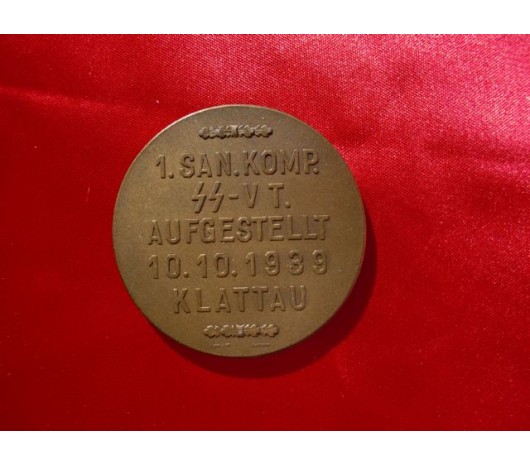 1. SAN. KOMP.
ϟϟ-V T.
AUFGESTELLT
10.10.1939
KLATTAU